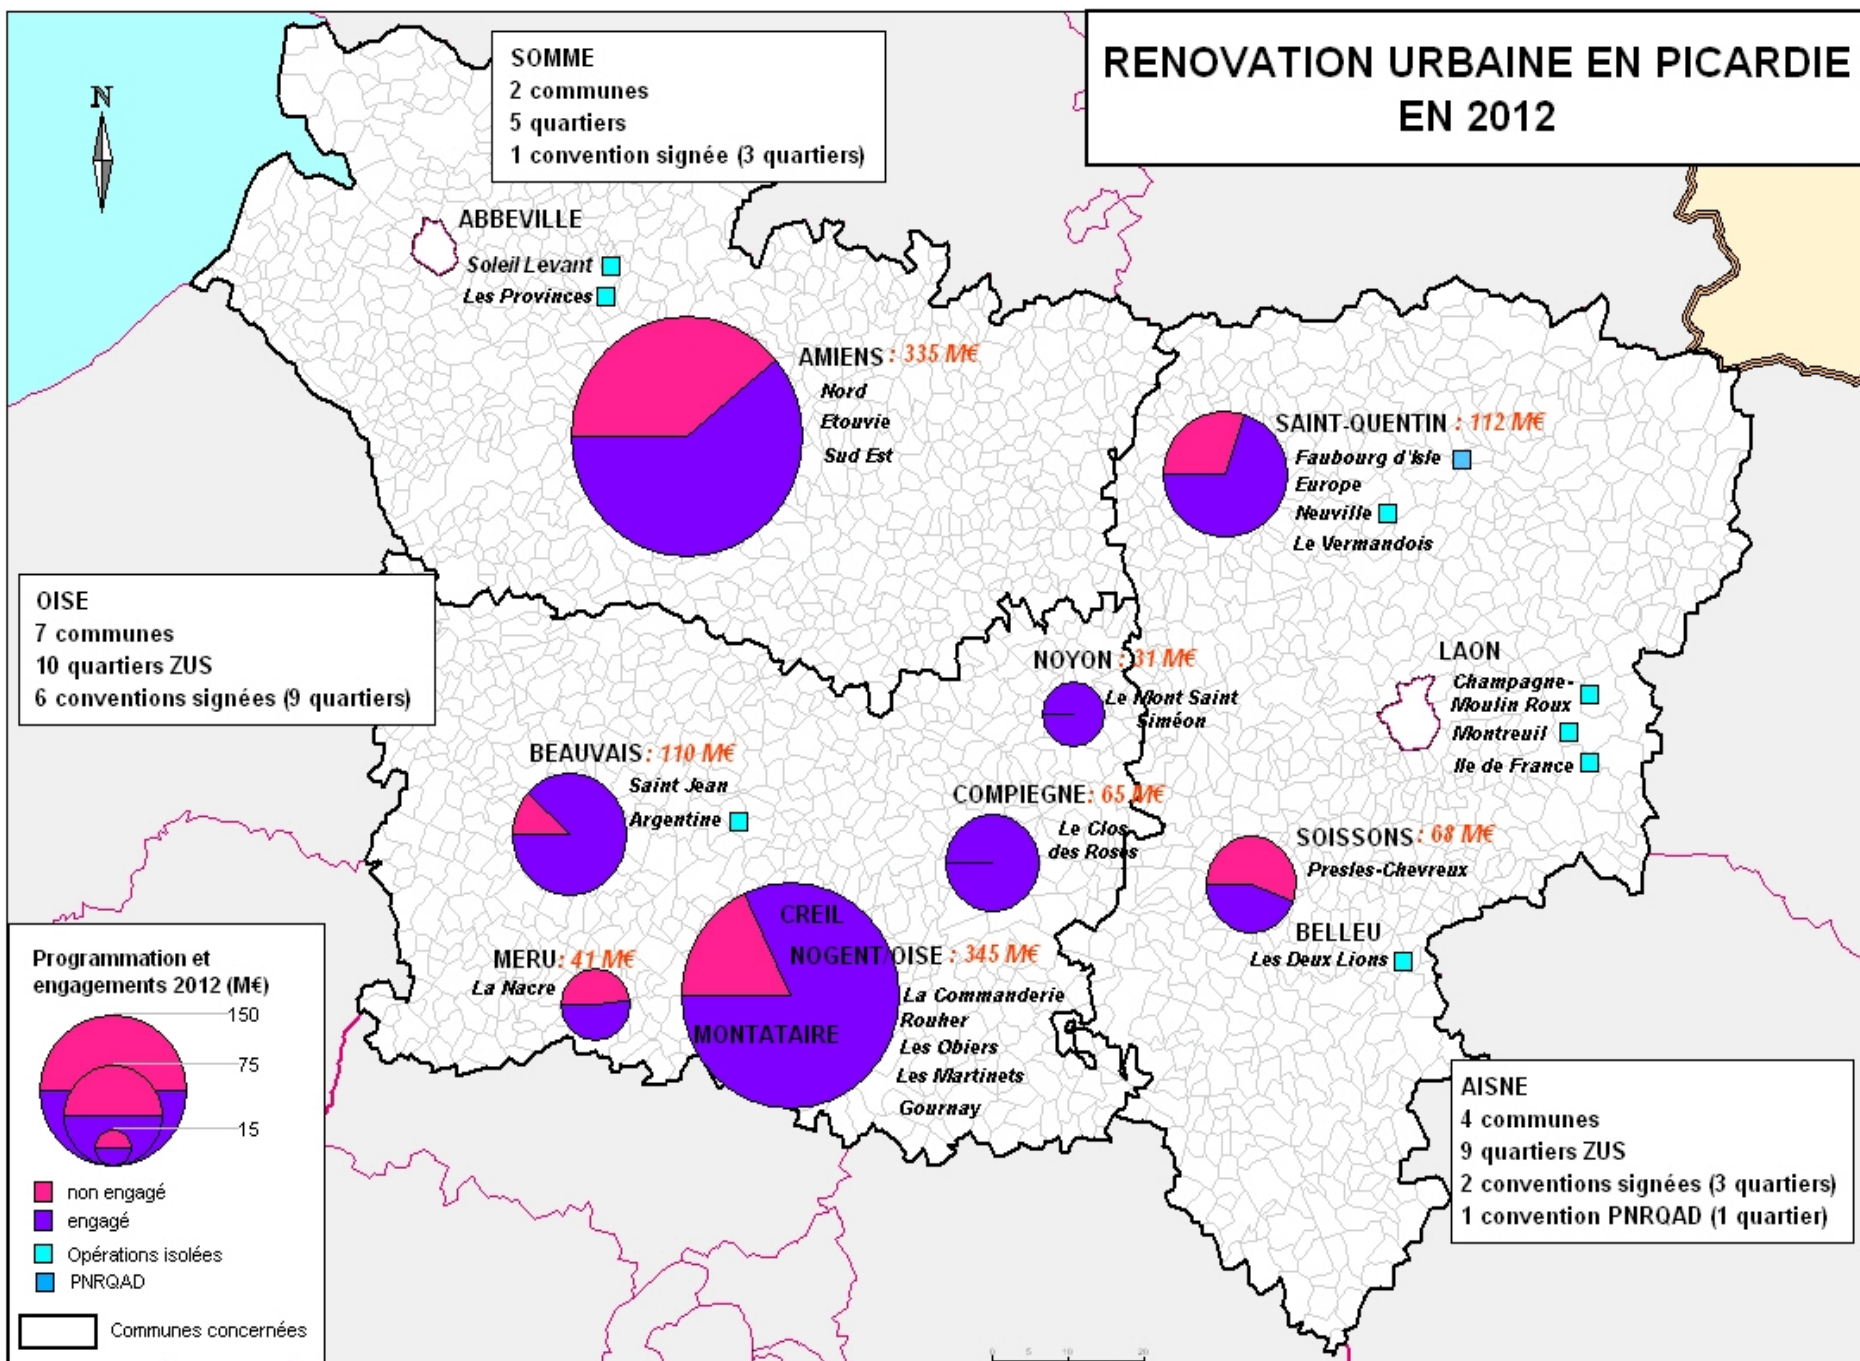 RENOVATION URBAINE EN PICARDIE
EN 2012
N
SOMME
2 communes
5 quartiers
1 convention signée (3 quartiers)
ABBEVILLE
Soleil Levant
Les Provinces
AMIENS : 335 M€
Nord
Etouvie
Sud Est
SAINT-QUENTIN : 112 M€
Faubourg d'Isle
Europe
Neuville
Le Vermandois
OISE
7 communes
10 quartiers ZUS
6 conventions signées (9 quartiers)
NOYON : 31 M€
Le Mont Saint
Siméon
LAON
Champagne-
Moulin Roux
Montreuil
Ile de France
BEAUVAIS : 110 M€
Saint Jean
Argentine
COMPIEGNE: 65 M€
Le Clos
des Roses
SOISSONS : 68 M€
Presles-Chevreux
BELLEU
Les Deux Lions
MERU : 41 M€
La Nacre
CREIL
NOGENT/OISE : 345 M€
MONTATAIRE
La Commanderie
Rouher
Les Obiers
Les Martinets
Gournay
Programmation et
engagements 2012 (M€)
150
75
15
non engagé
engagé
Opérations isolées
PNRQAD
Communes concernées
AISNE
4 communes
9 quartiers ZUS
2 conventions signées (3 quartiers)
1 convention PNRQAD (1 quartier)
0 5 10 20